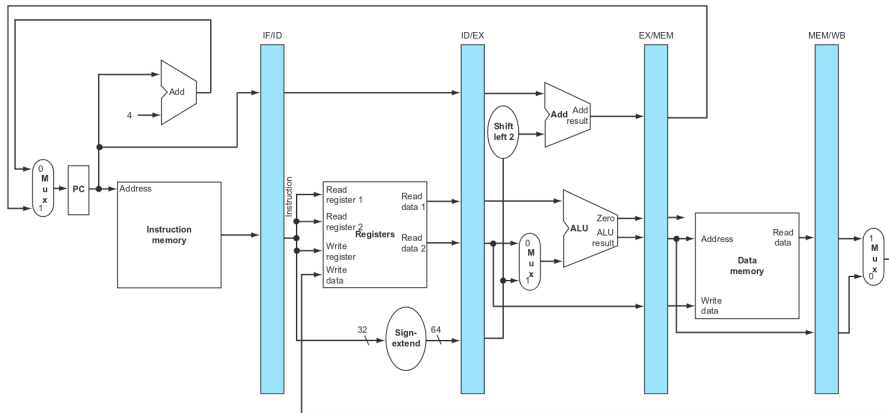 IF/ID
ID/EX
EX/MEM
MEM/WB
Add
4
Shift
left 2
Add
Add
result
0
M
u
x
1
PC
Address
Instruction
memory
Instruction
Read
register 1
Read
register 2
Write
register
Write
data
Registers
Read
data 1
Read
data 2
0
M
u
x
1
Zero
ALU
ALU
result
Address
Write
data
Read
data
Data
memory
1
M
u
x
0
32
Sign-
extend
64